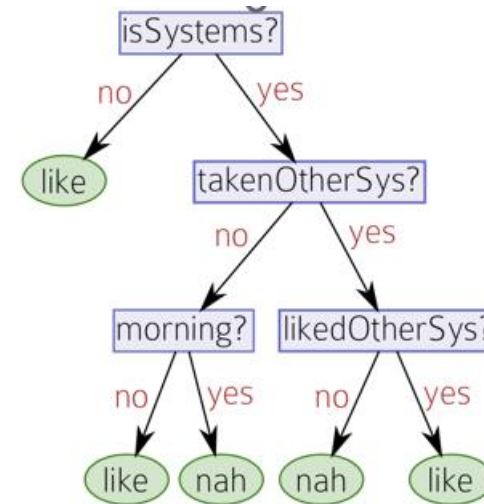 isSystems?
no yes
like
takenOtherSys?
no yes
morning? likedOtherSys?
no yes no yes
like nah nah like